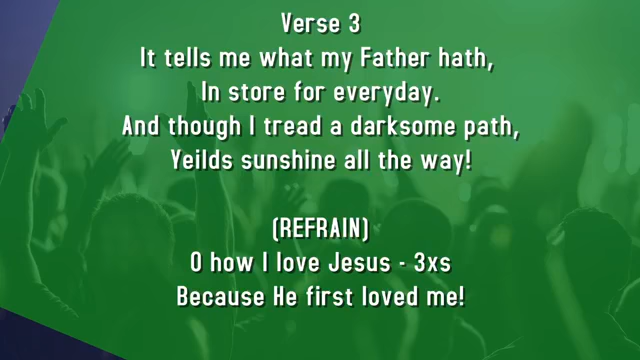 Verse 3
It tells me what my Father hath,
In store for everyday.
And though I tread a darksome path,
Yeilds sunshine all the way!
(REFRAIN)
O how I love Jesus - 3xs
Because He first loved me!